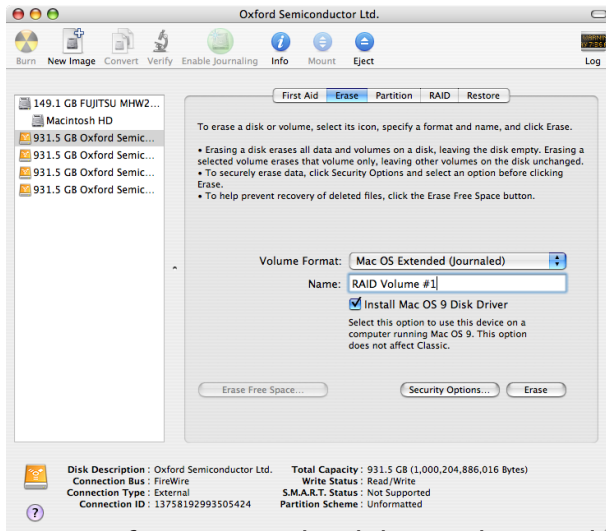 Oxford Semiconductor Ltd.
Burn New Image Convert Verify Enable Journaling Info Mount Eject Log
149.1 GB FUJITSU MHW2...
Macintosh HD
931.5 GB Oxford Semic...
931.5 GB Oxford Semic...
931.5 GB Oxford Semic...
931.5 GB Oxford Semic...
First Aid Erase Partition RAID Restore
To erase a disk or volume, select its icon, specify a format and name, and click Erase.
• Erasing a disk erases all data and volumes on a disk, leaving the disk empty. Erasing a
selected volume erases that volume only, leaving other volumes on the disk unchanged.
• To securely erase data, click Security Options and select an option before clicking
Erase.
• To help prevent recovery of deleted files, click the Erase Free Space button.
Volume Format: Mac OS Extended (Journaled)
Name: RAID Volume #1
Install Mac OS 9 Disk Driver
Select this option to use this device on a
computer running Mac OS 9. This option
does not affect Classic.
Erase Free Space... Security Options... Erase
Disk Description : Oxford Semiconductor Ltd. Total Capacity : 931.5 GB (1,000,204,886,016 Bytes)
Connection Bus : FireWire Write Status : Read/Write
Connection Type : External S.M.A.R.T. Status : Not Supported
Connection ID : 13758192993505424 Partition Scheme : Unformatted
?